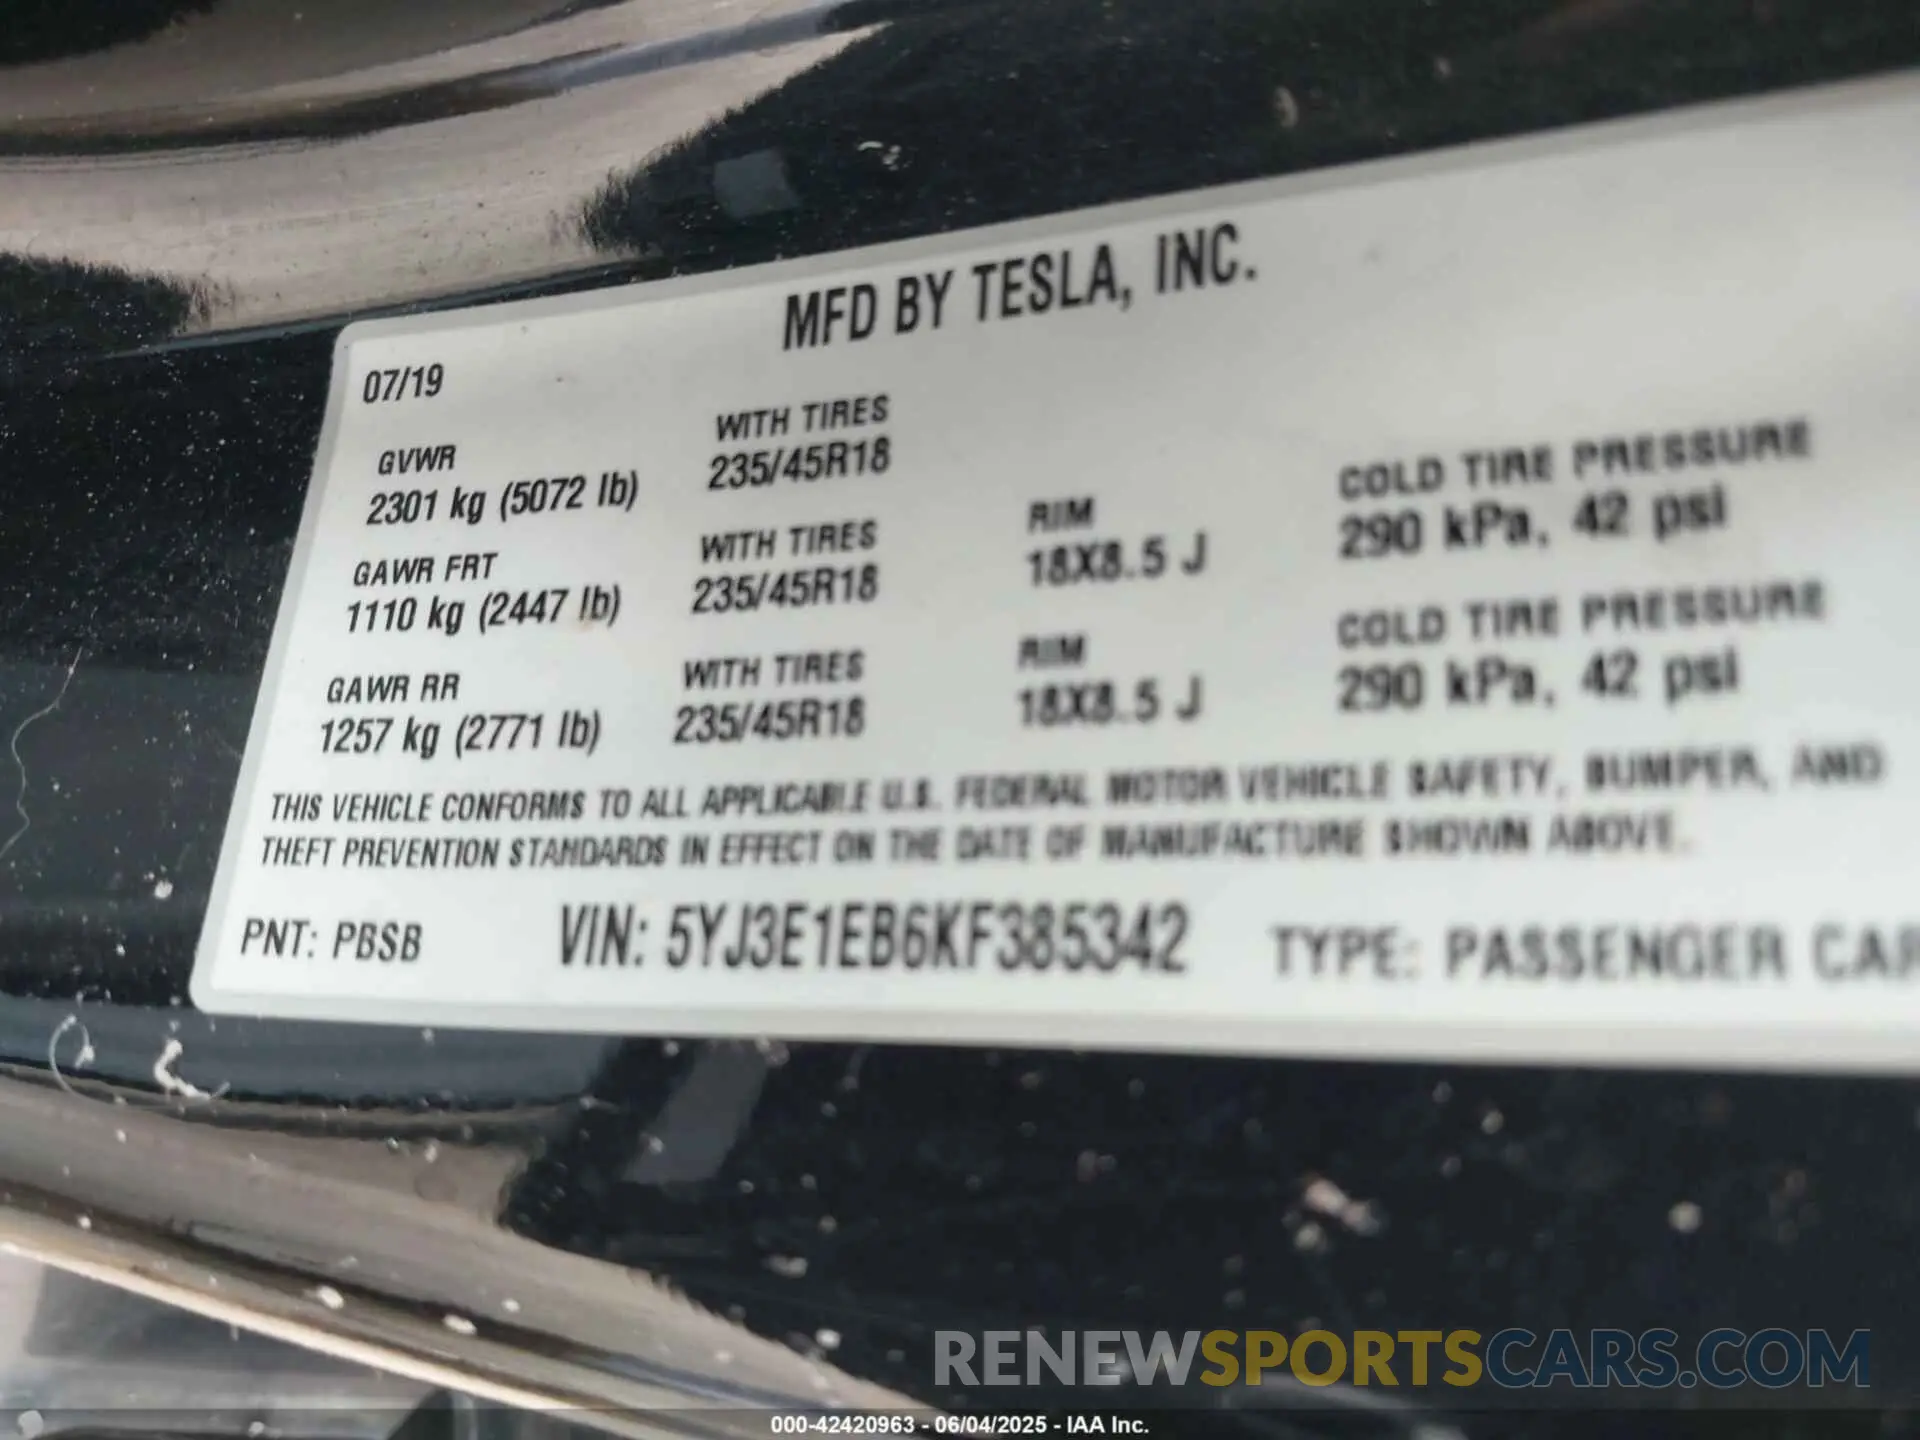 MFD BY TESLA, INC.
07/19
GVWR WITH TIRES
2301 kg (5072 lb) 235/45R18
GAWR FRT WITH TIRES RIM COLD TIRE PRESSURE
1110 kg (2447 lb) 235/45R18 18X8.5 J 290 kPa, 42 psi
GAWR RR WITH TIRES RIM COLD TIRE PRESSURE
1257 kg (2771 lb) 235/45R18 18X8.5 J 290 kPa, 42 psi
THIS VEHICLE CONFORMS TO ALL APPLICABLE U.S. FEDERAL MOTOR VEHICLE SAFETY, BUMPER, AND
THEFT PREVENTION STANDARDS IN EFFECT ON THE DATE OF MANUFACTURE SHOWN ABOVE.
PNT: PBSB VIN: 5YJ3E1EB6KF385342 TYPE: PASSENGER CAR
RENEWSPORTSCARS.COM
000-42420963 - 06/04/2025 - IAA Inc.